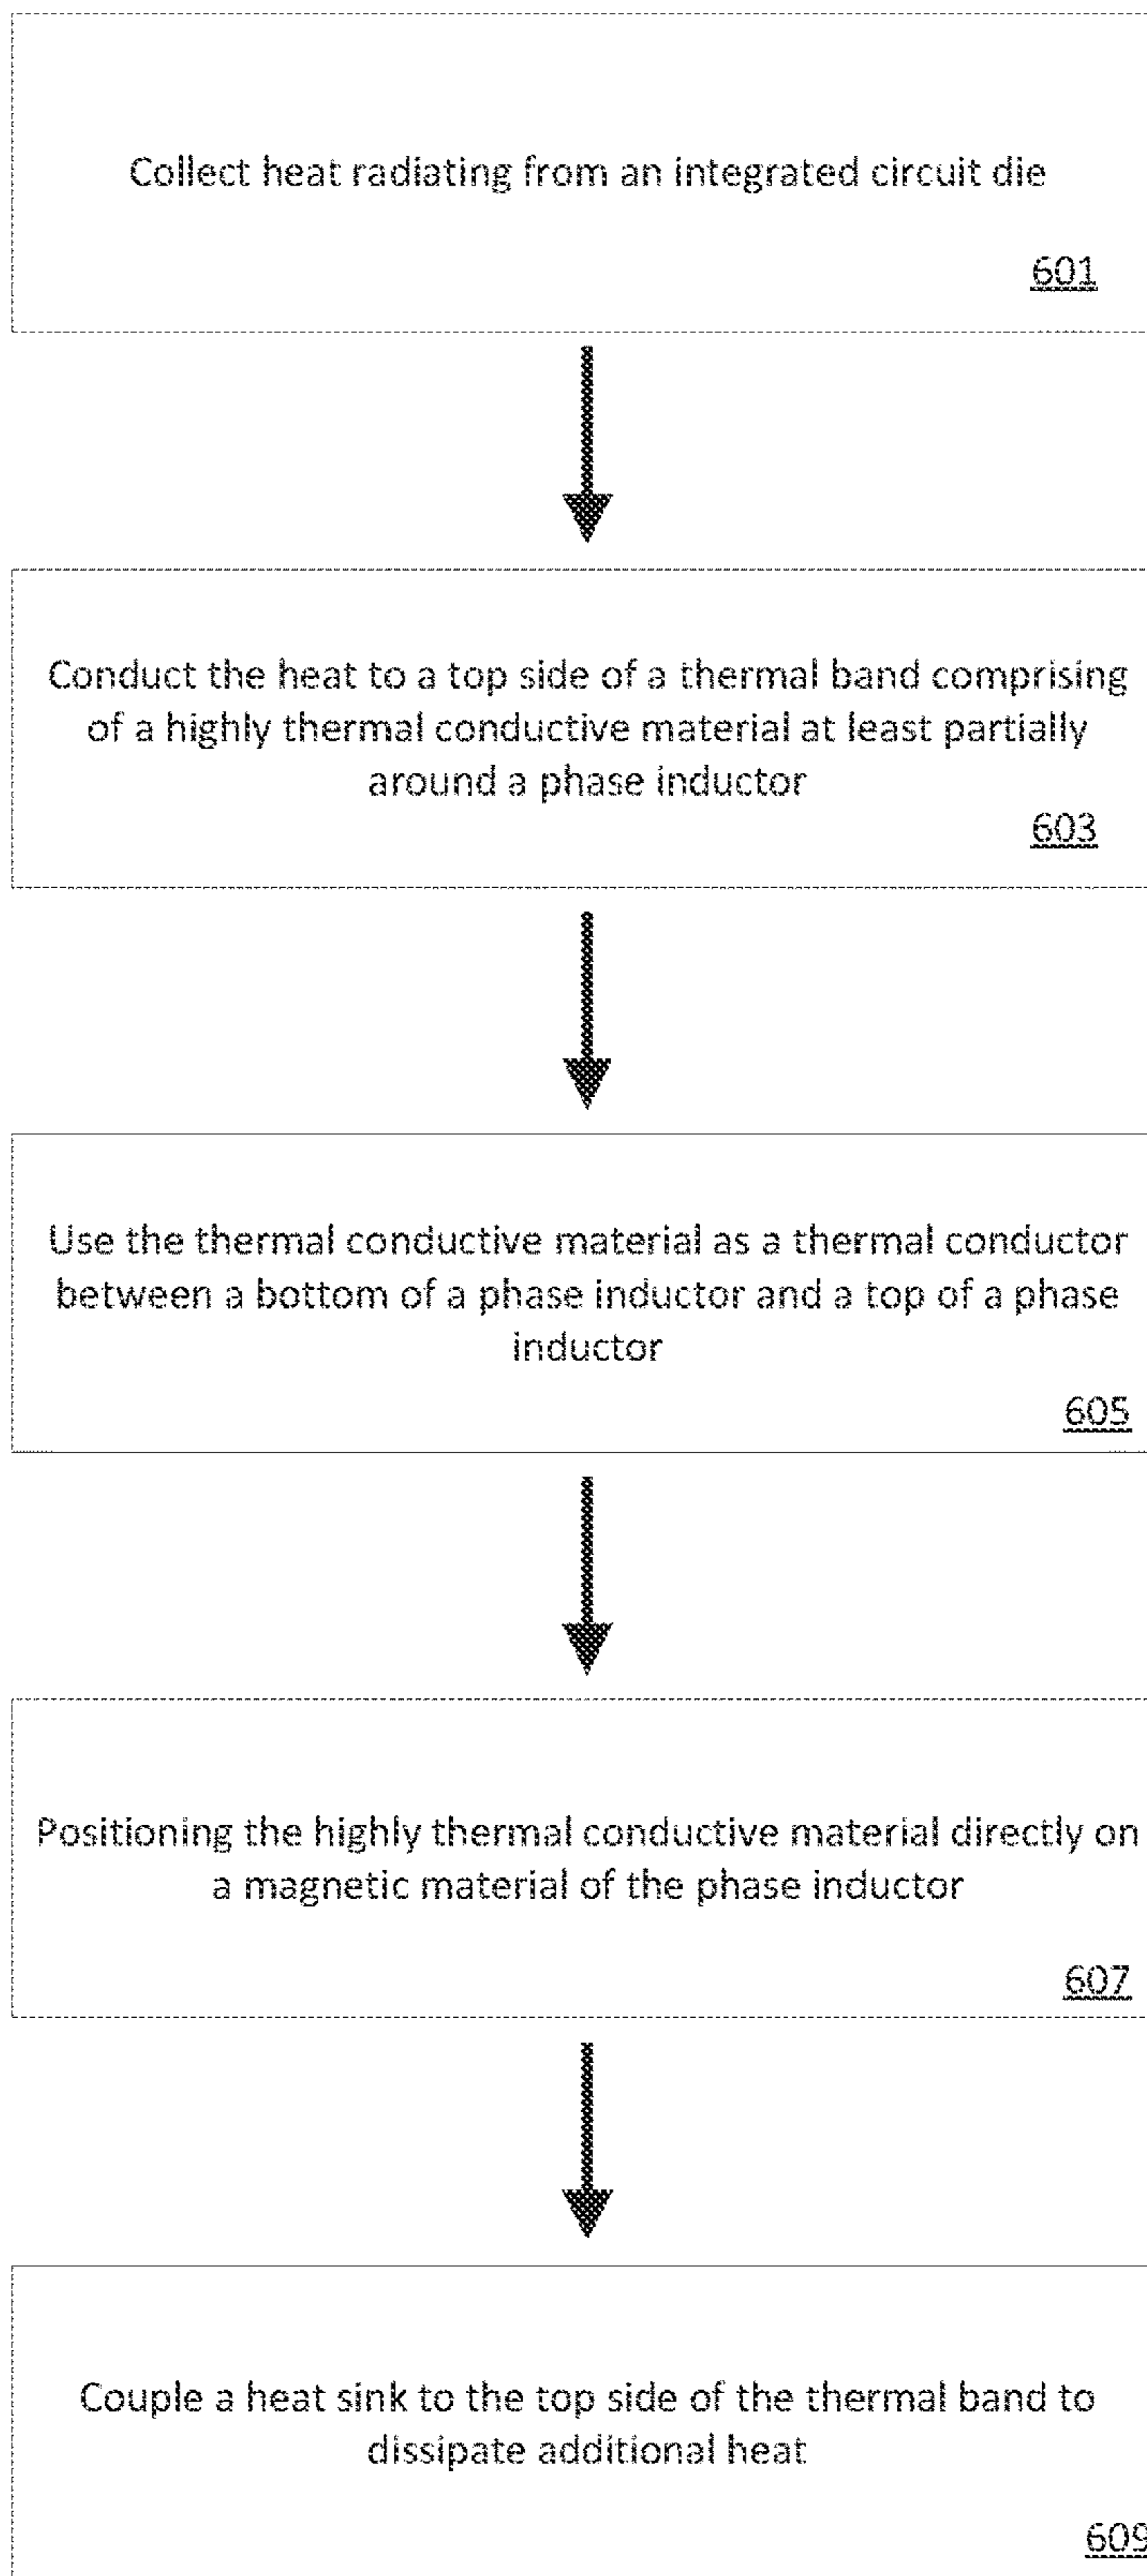 Collect heat radiating from an integrated circuit die
601
Conduct the heat to a top side of a thermal band comprising
of a highly thermal conductive material at least partially
around a phase inductor
603
Use the thermal conductive material as a thermal conductor
between a bottom of a phase inductor and a top of a phase
inductor
605
Positioning the highly thermal conductive material directly on
a magnetic material of the phase inductor
607
Couple a heat sink to the top side of the thermal band to
dissipate additional heat
609